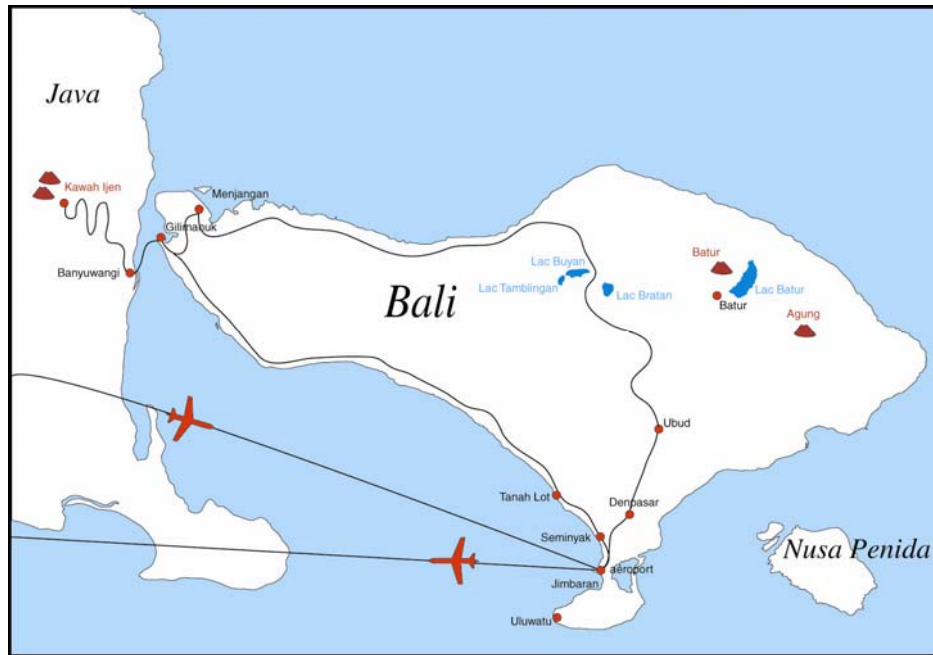 Java
Kawah Ijen
Menjangan
Gilimanuk
Banyuwangi
Lac Buyan
Lac Tamblingan
Lac Bratan
Batur
Lac Batur
Batur
Agung
Bali
Ubud
Tanah Lot
Denpasar
Seminyak
aéroport
Jimbaran
Nusa Penida
Uluwatu